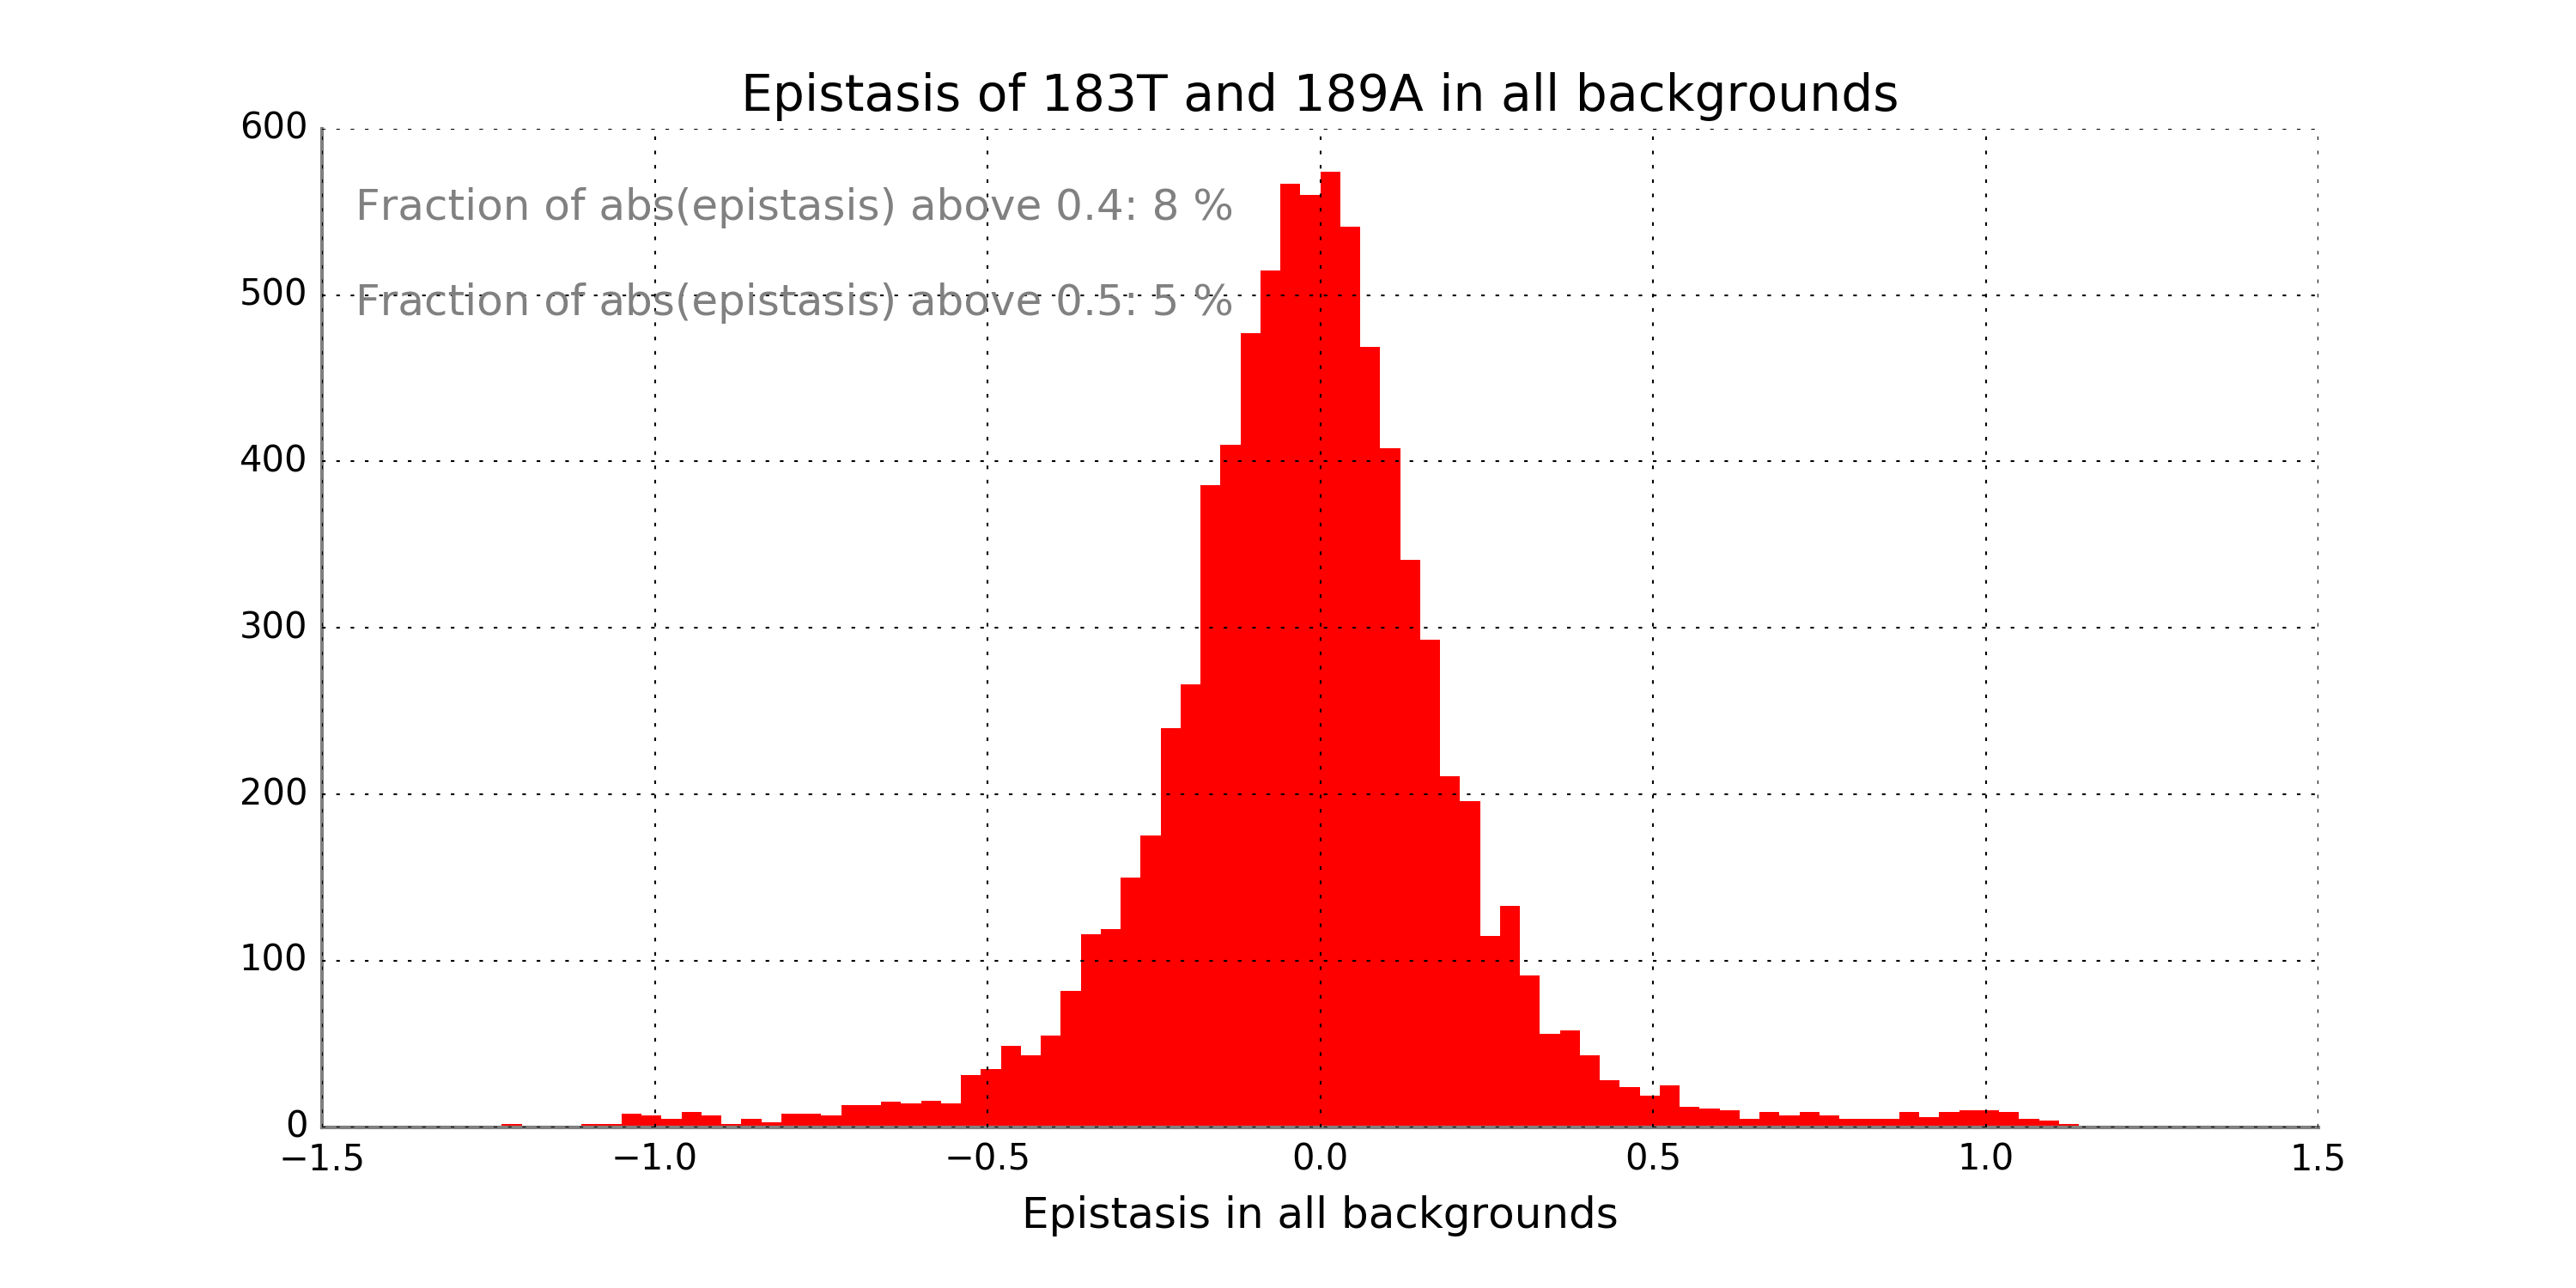 Epistasis of 183T and 189A in all backgrounds
600
Fraction of abs(epistasis) above 0.4: 8 %
500
Fraction of abs(epistasis) above 0.5: 5 %
400
300
200
100
0
−1.5 −1.0 −0.5 0.0 0.5 1.0 1.5
Epistasis in all backgrounds